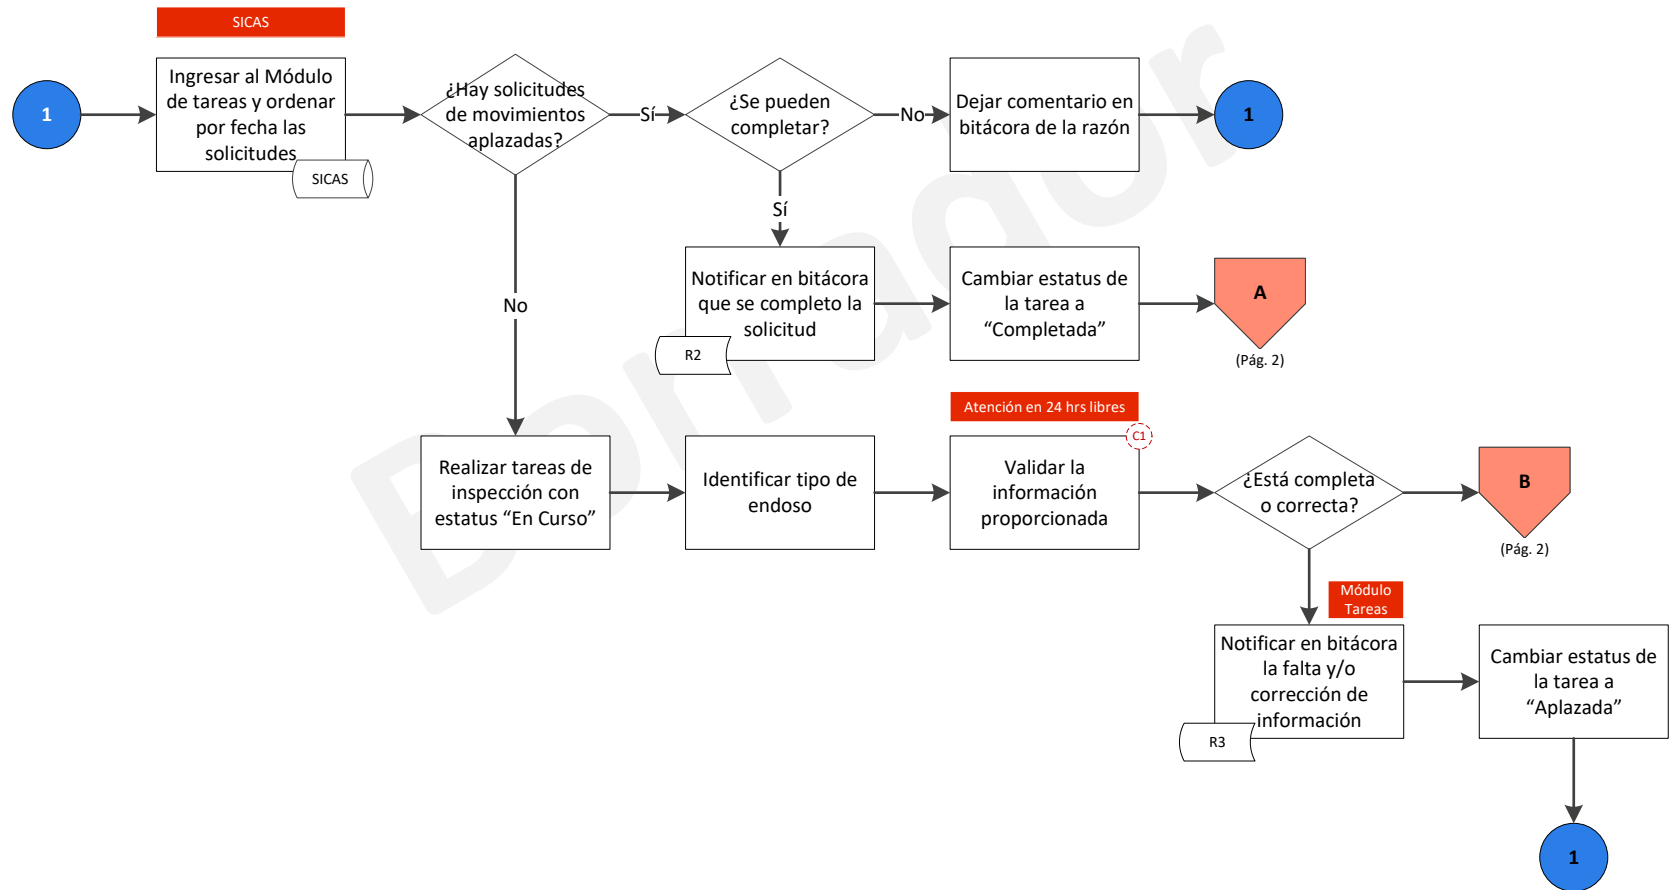 SICAS
1
Ingresar al Módulo
de tareas y ordenar
por fecha las
solicitudes
SICAS
¿Hay solicitudes
de movimientos
aplazadas?
Sí
¿Se pueden
completar?
No
Dejar comentario en
bitácora de la razón
1
Sí
No
Notificar en bitácora
que se completo la
solicitud
R2
Cambiar estatus de
la tarea a
“Completada”
A
(Pág. 2)
Realizar tareas de
inspección con
estatus “En Curso”
Identificar tipo de
endoso
Atención en 24 hrs libres
C1
Validar la
información
proporcionada
¿Está completa
o correcta?
B
(Pág. 2)
Módulo
Tareas
Notificar en bitácora
la falta y/o
corrección de
información
R3
Cambiar estatus de
la tarea a
“Aplazada”
1
Borrador